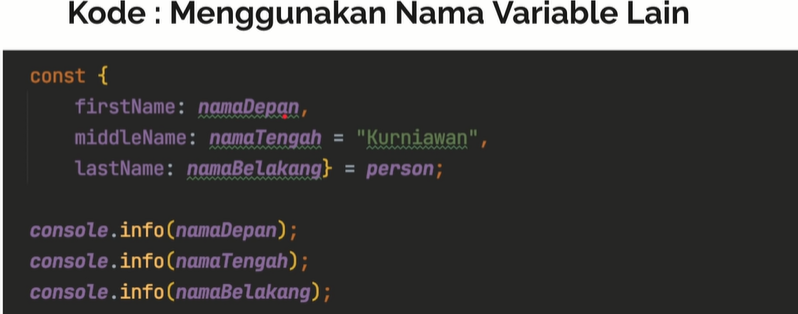 Kode : Menggunakan Nama Variable Lain
const {
    firstName: namaDepan,
    middleName: namaTengah = "Kurniawan",
    lastName: namaBelakang} = person;
console.info(namaDepan);
console.info(namaTengah);
console.info(namaBelakang);